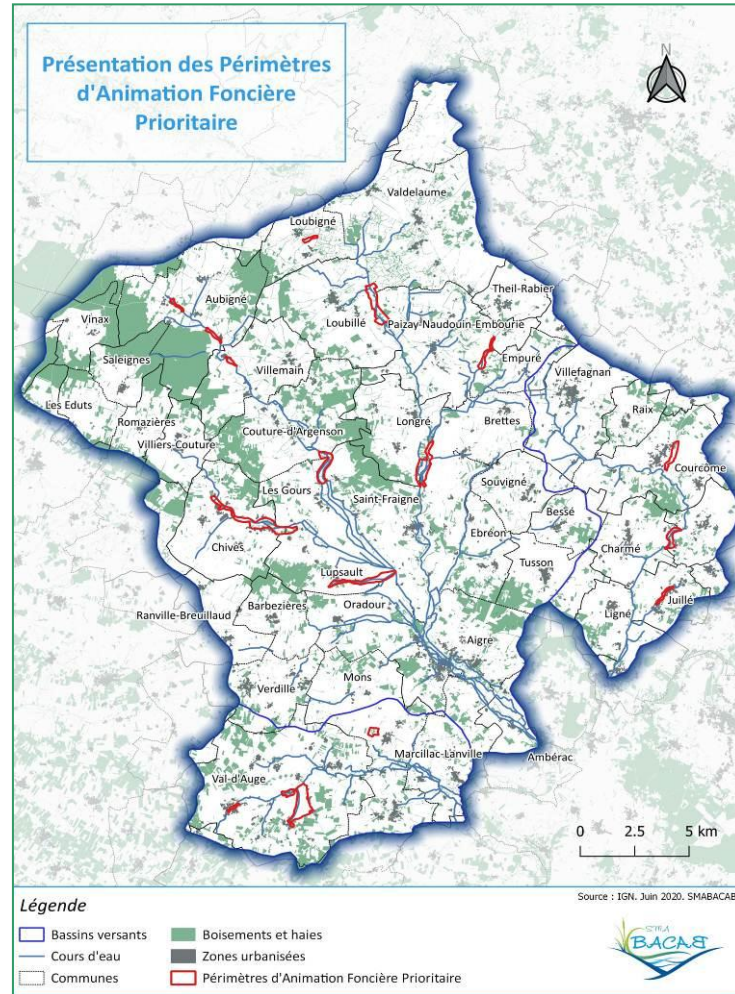 Présentation des Périmètres
d'Animation Foncière
Prioritaire
N
Valdelaume
Loubigné
Theil-Rabier
Aubigné
Vinax
Loubillé
Paizay-Naudouin-Embourie
Saleignes
Villemain
Empuré
Villefagnan
Les Eduts
Romazières
Longré
Brettes
Raix
Villiers-Couture
Couture-d'Argenson
Courcome
Les Gours
Saint-Fraigne
Souvigné
Bessé
Chives
Ebréon
Charmé
Lupsault
Tusson
Ranville-Breuillaud
Barbezières
Oradour
Ligné
Juillé
Aigre
Mons
Verdille
Marcillac-Lanville
Ambérac
Val-d'Auge
0 2.5 5 km
Source : IGN. Juin 2020. SMABACAB
Légende
Bassins versants
Cours d'eau
Communes
Boisements et haies
Zones urbanisées
Périmètres d'Animation Foncière Prioritaire
SMA
BACAB